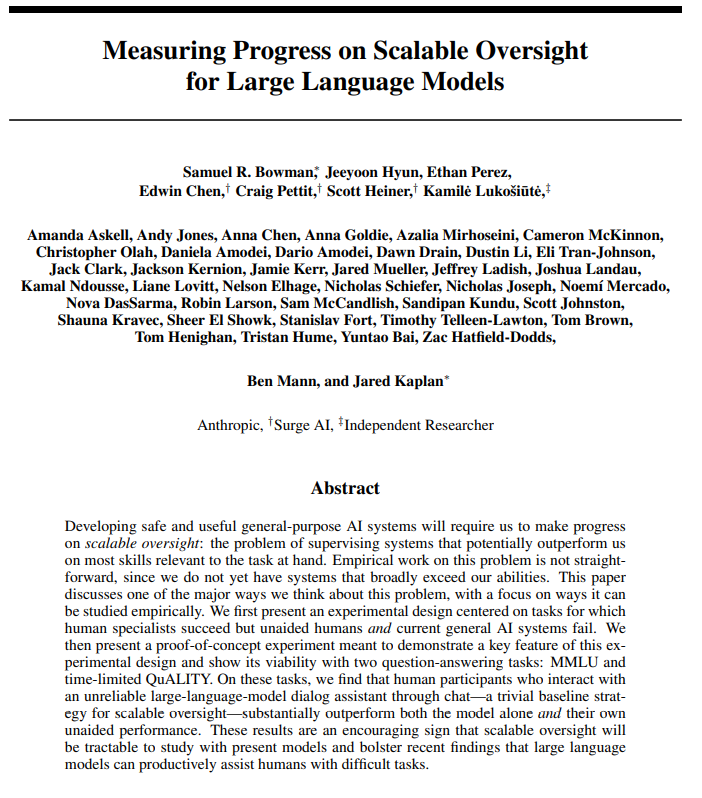 Measuring Progress on Scalable Oversight
for Large Language Models
Samuel R. Bowman,* Jeeyoon Hyun, Ethan Perez,
Edwin Chen,† Craig Pettit,† Scott Heiner,† Kamilė Lukošiūtė,‡
Amanda Askell, Andy Jones, Anna Chen, Anna Goldie, Azalia Mirhoseini, Cameron McKinnon,
Christopher Olah, Daniela Amodei, Dario Amodei, Dawn Drain, Dustin Li, Eli Tran-Johnson,
Jack Clark, Jackson Kernion, Jamie Kerr, Jared Mueller, Jeffrey Ladish, Joshua Landau,
Kamal Ndousse, Liane Lovitt, Nelson Elhage, Nicholas Schiefer, Nicholas Joseph, Noemí Mercado,
Nova DasSarma, Robin Larson, Sam McCandlish, Sandipan Kundu, Scott Johnston,
Shauna Kravec, Sheer El Showk, Stanislav Fort, Timothy Telleen-Lawton, Tom Brown,
Tom Henighan, Tristan Hume, Yuntao Bai, Zac Hatfield-Dodds,
Ben Mann, and Jared Kaplan*
Anthropic, †Surge AI, ‡Independent Researcher
Abstract
Developing safe and useful general-purpose AI systems will require us to make progress
on scalable oversight: the problem of supervising systems that potentially outperform us
on most skills relevant to the task at hand. Empirical work on this problem is not straight-
forward, since we do not yet have systems that broadly exceed our abilities. This paper
discusses one of the major ways we think about this problem, with a focus on ways it can
be studied empirically. We first present an experimental design centered on tasks for which
human specialists succeed but unaided humans and current general AI systems fail. We
then present a proof-of-concept experiment meant to demonstrate a key feature of this ex-
perimental design and show its viability with two question-answering tasks: MMLU and
time-limited QuALITY. On these tasks, we find that human participants who interact with
an unreliable large-language-model dialog assistant through chat—a trivial baseline strat-
egy for scalable oversight—substantially outperform both the model alone and their own
unaided performance. These results are an encouraging sign that scalable oversight will
be tractable to study with present models and bolster recent findings that large language
models can productively assist humans with difficult tasks.